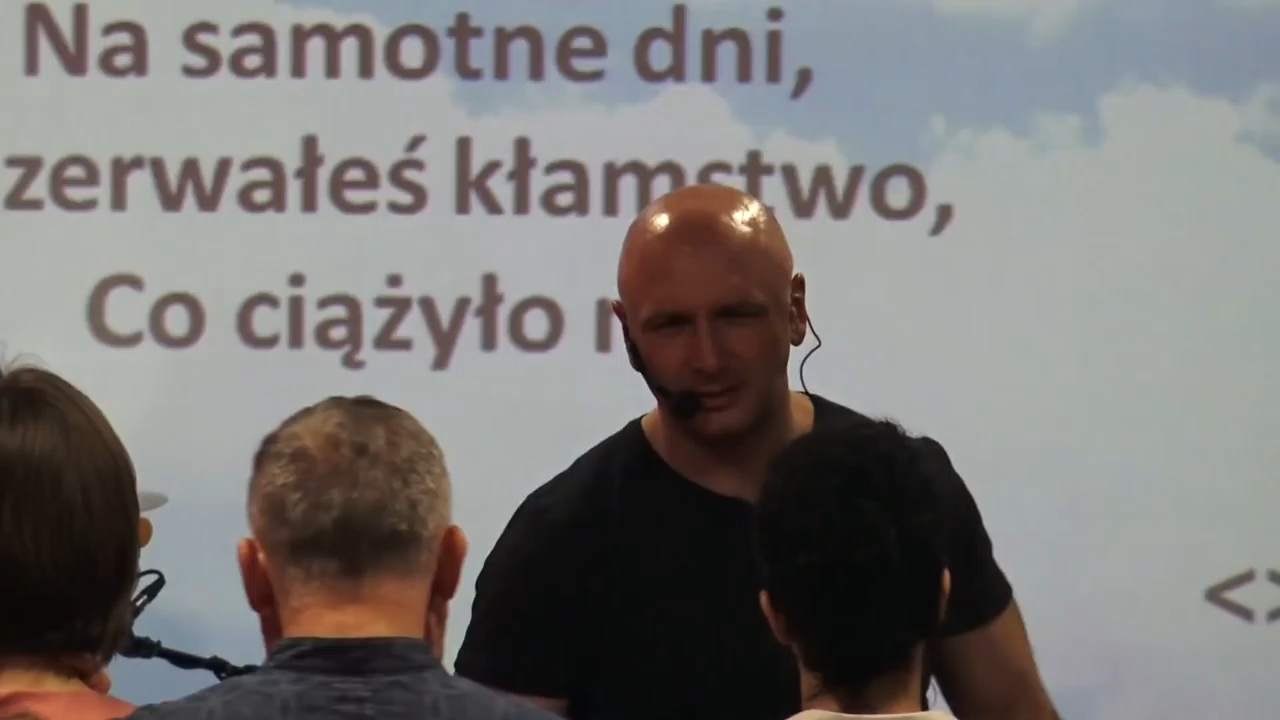 Na samotne dni,
zerwałeś kłamstwo,
Co ciążyło
<>